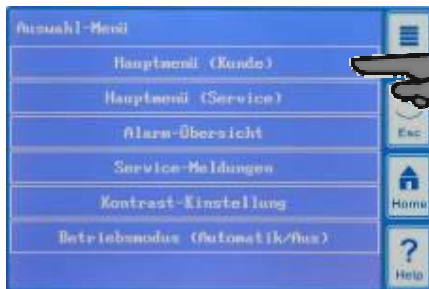 Auswahl-Menü
Hauptmenü (Kunde)
Hauptmenü (Service)
Alarm-Übersicht
Service-Meldungen
Kontrast-Einstellung
Betriebsmodus (Automatik/Aus)
Esc
Home
?
Help